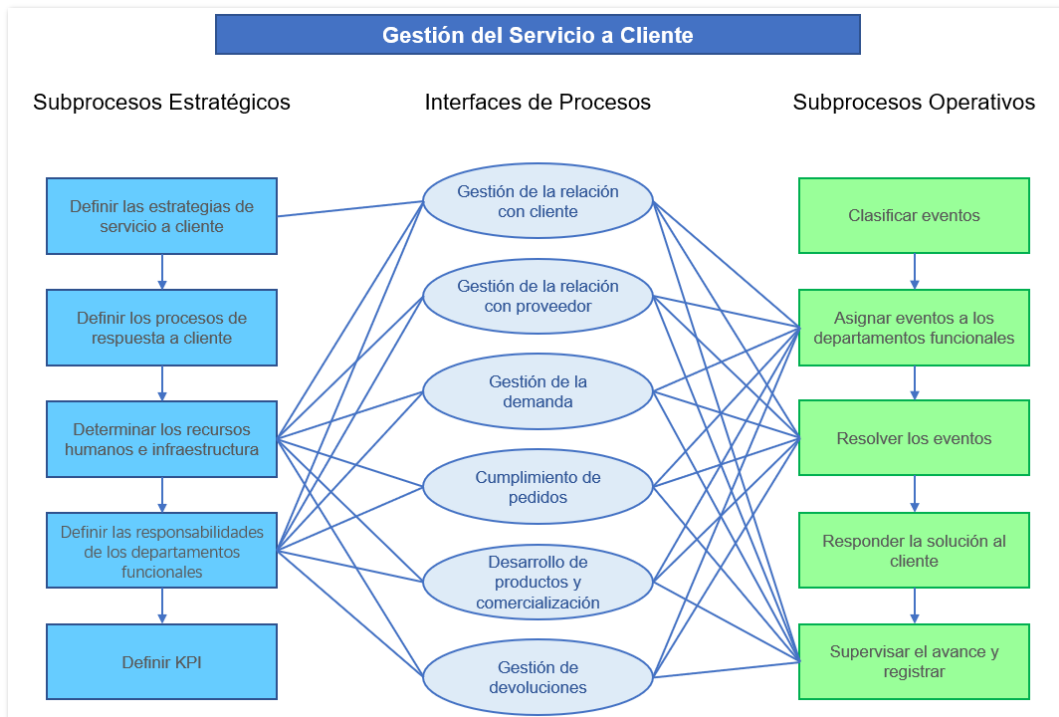 Gestión del Servicio a Cliente
Subprocesos Estratégicos
Interfaces de Procesos
Subprocesos Operativos
Definir las estrategias de
servicio a cliente
Definir los procesos de
respuesta a cliente
Determinar los recursos
humanos e infraestructura
Definir las responsabilidades
de los departamentos
funcionales
Definir KPI
Gestión de la relación
con cliente
Gestión de la relación
con proveedor
Gestión de la
demanda
Cumplimiento de
pedidos
Desarrollo de
productos y
comercialización
Gestión de
devoluciones
Clasificar eventos
Asignar eventos a los
departamentos funcionales
Resolver los eventos
Responder la solución al
cliente
Supervisar el avance y
registrar